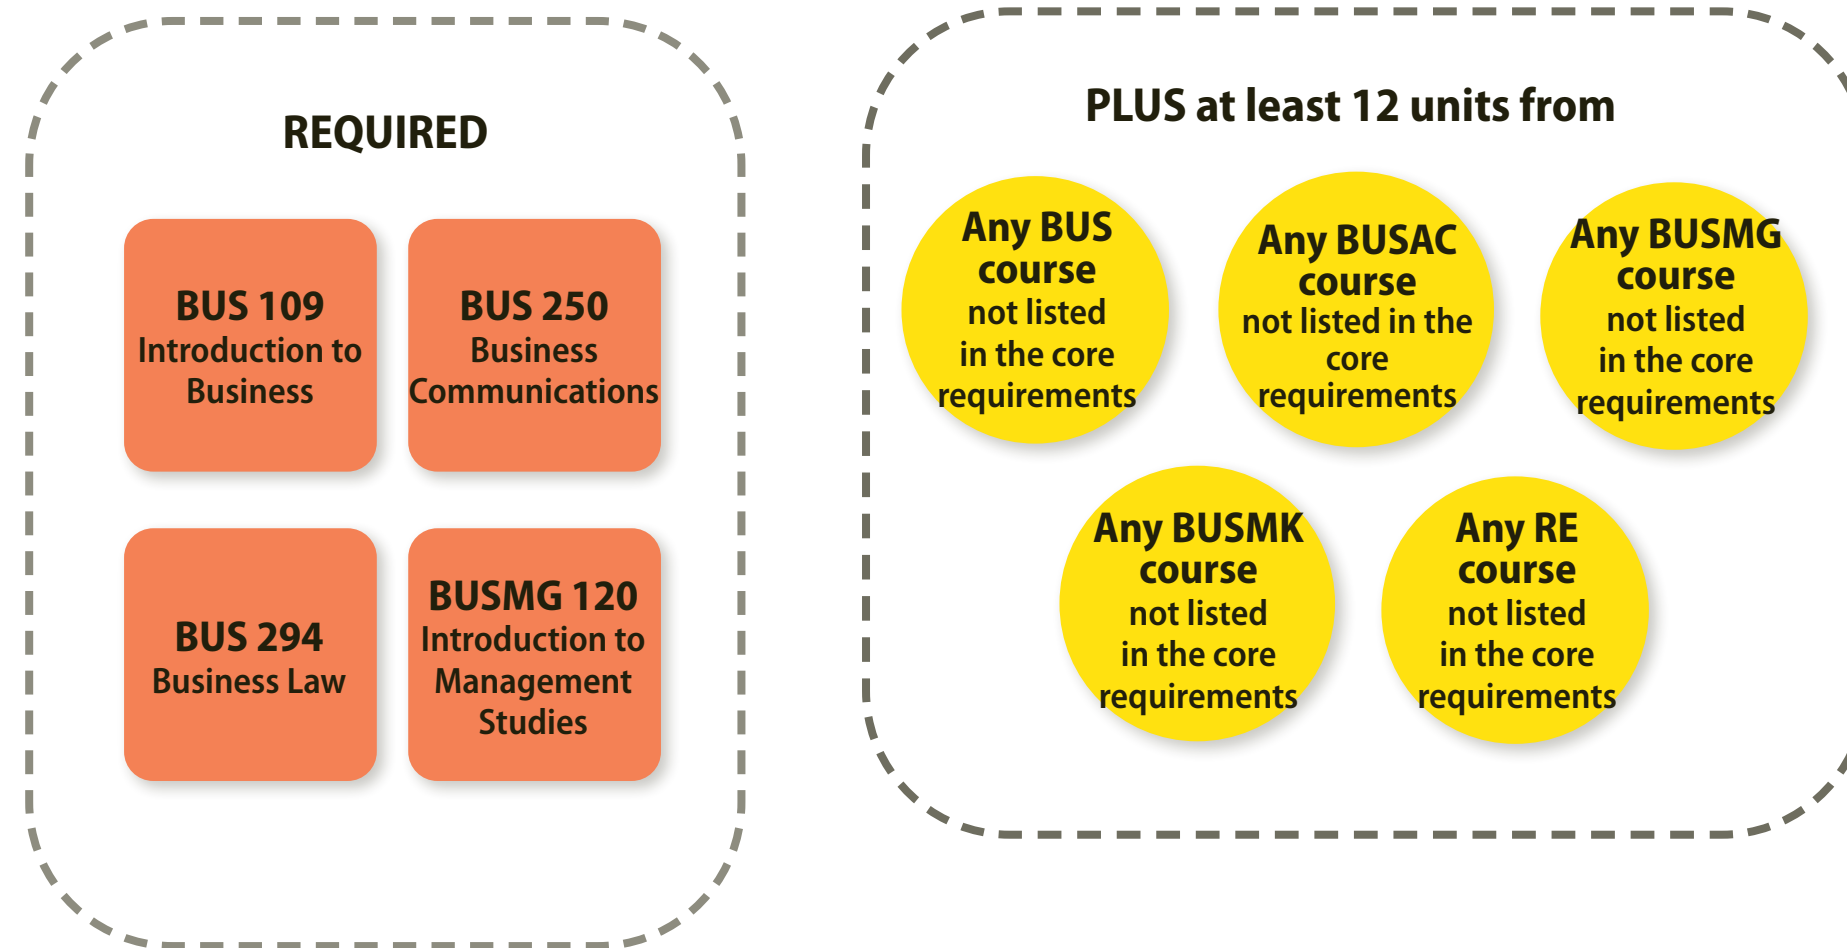 REQUIRED
BUS 109
Introduction to
Business
BUS 250
Business
Communications
BUS 294
Business Law
BUSMG 120
Introduction to
Management
Studies
PLUS at least 12 units from
Any BUS
course
not listed
in the core
requirements
Any BUSAC
course
not listed in the
core
requirements
Any BUSMG
course
not listed
in the core
requirements
Any BUSMK
course
not listed
in the core
requirements
Any RE
course
not listed
in the core
requirements